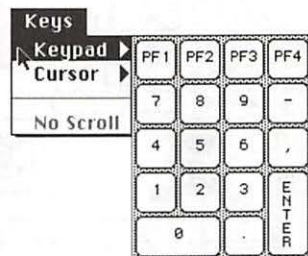 Keys
Keypad
Cursor
No Scroll
PF1 PF2 PF3 PF4
7 8 9 -
4 5 6 ,
1 2 3 ENTER
0 .